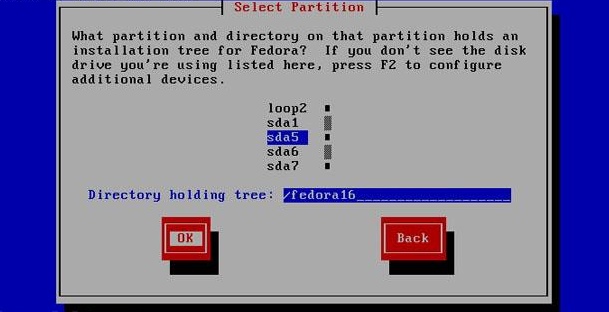 Select Partition
What partition and directory on that partition holds an
installation tree for Fedora?  If you don't see the disk
drive you're using listed here, press F2 to configure
additional devices.
loop2
sda1
sda5
sda6
sda7
Directory holding tree: /fedora16____________________
OK
Back